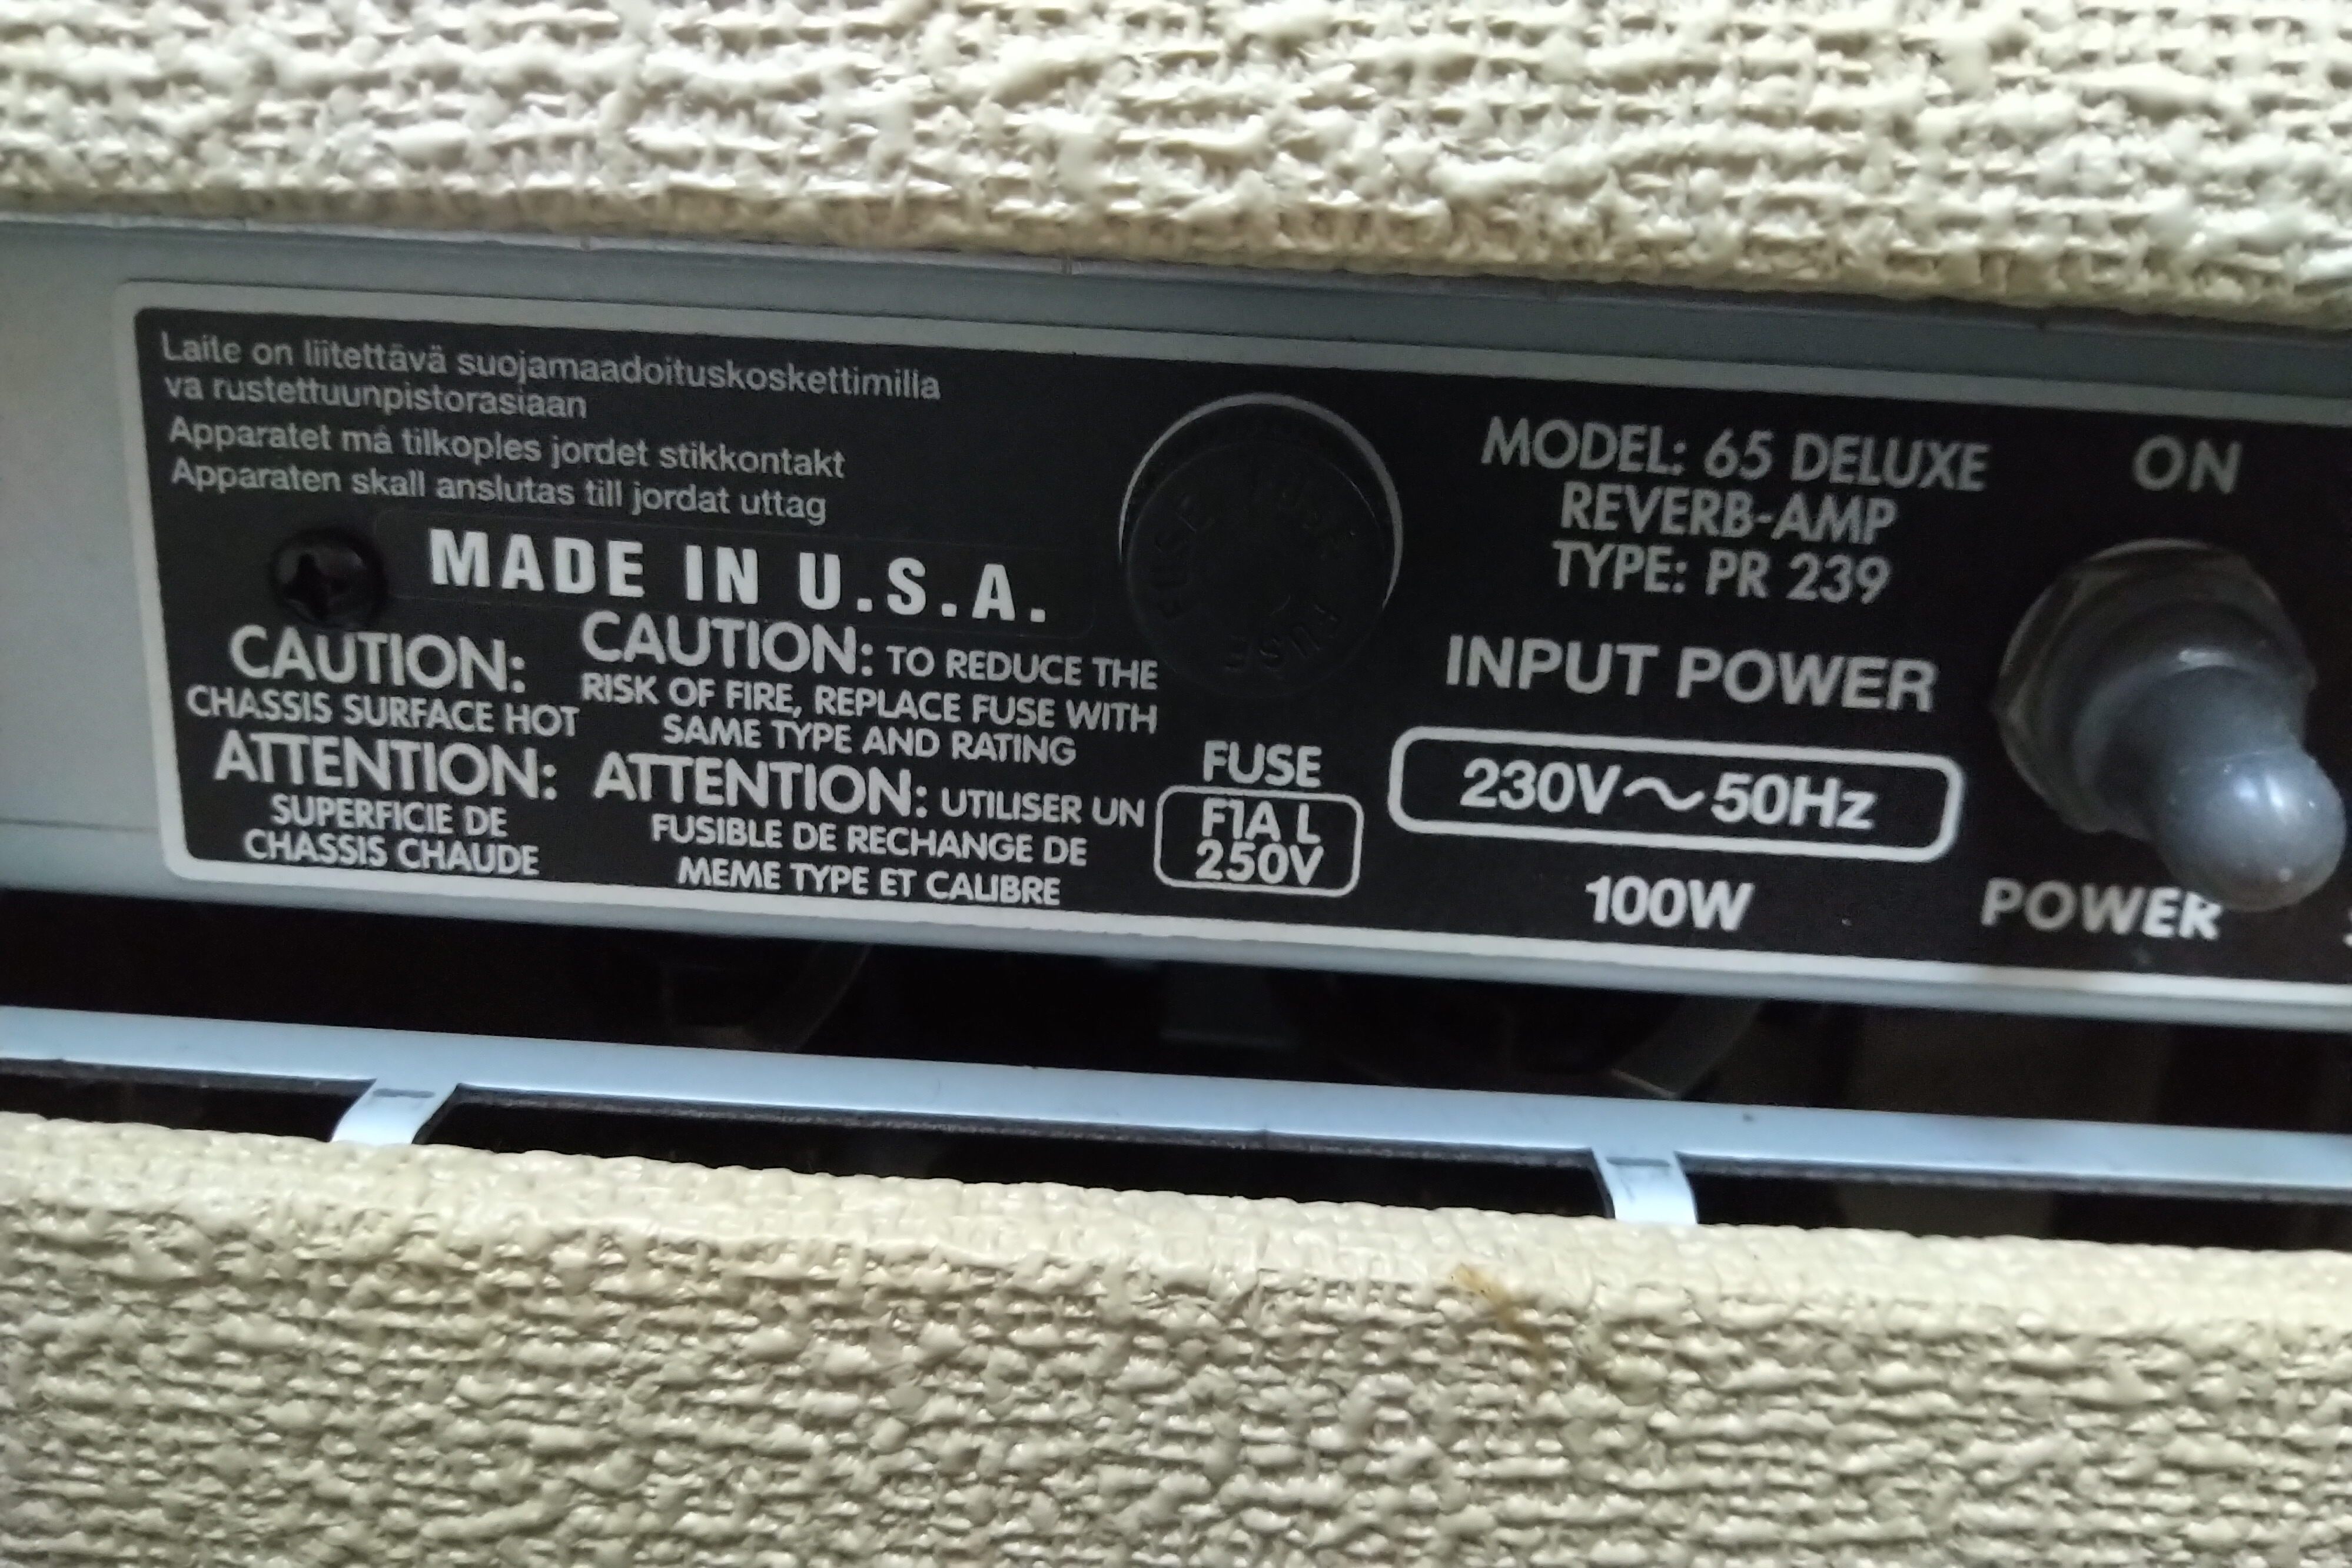 Laite on liitettävä suojamaadoituskoskettimilla
va rustettuunpistorasiaan
Apparatet må tilkoples jordet stikkontakt
Apparaten skall anslutas till jordat uttag
MADE IN U.S.A.
CAUTION:
CHASSIS SURFACE HOT
ATTENTION:
SUPERFICIE DE
CHASSIS CHAUDE
CAUTION: TO REDUCE THE
RISK OF FIRE, REPLACE FUSE WITH
SAME TYPE AND RATING
ATTENTION: UTILISER UN
FUSIBLE DE RECHANGE DE
MEME TYPE ET CALIBRE
FUSE
FUSE
FUSE
FUSE
FUSE
F1A L
250V
MODEL: 65 DELUXE
REVERB-AMP
TYPE: PR 239
INPUT POWER
230V~50Hz
100W
ON
POWER